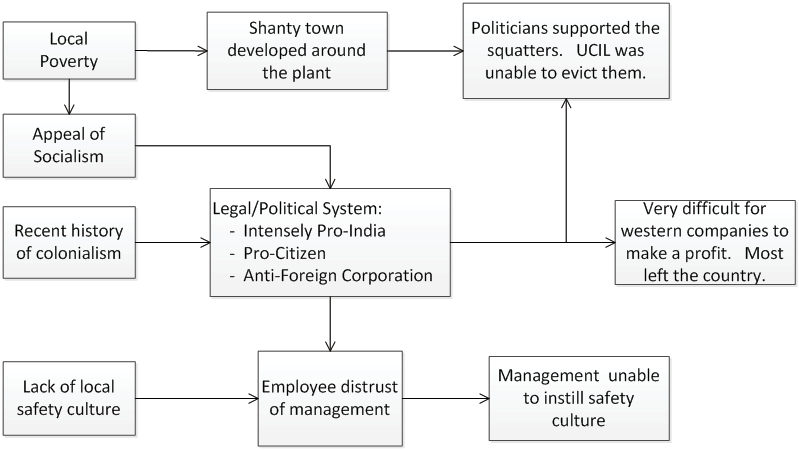 Local
Poverty
Shanty town
developed around
the plant
Politicians supported the
squatters.   UCIL was
unable to evict them.
Appeal of
Socialism
Recent history
of colonialism
Legal/Political System:
- Intensely Pro-India
- Pro-Citizen
- Anti-Foreign Corporation
Very difficult for
western companies to
make a profit.   Most
left the country.
Lack of local
safety culture
Employee distrust
of management
Management  unable
to instill safety
culture